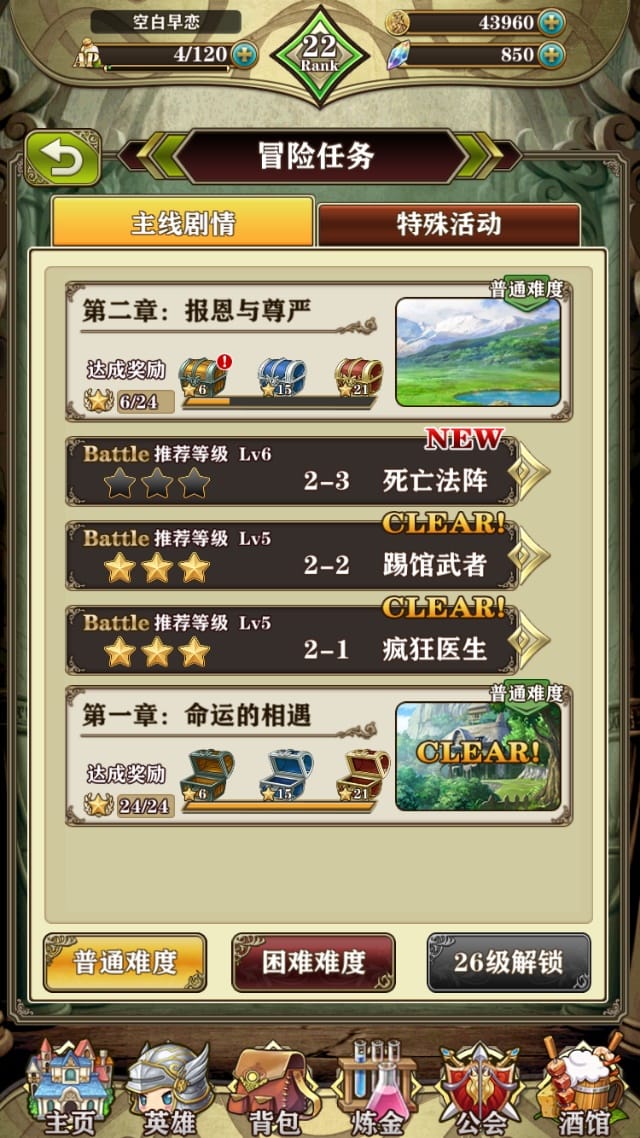 空白早恋
43960
AP 4/120
22
Rank
850
冒险任务
主线剧情
特殊活动
普通难度
第二章：报恩与尊严
达成奖励
6 15 21
6/24
NEW
Battle 推荐等级 Lv6
2-3 死亡法阵
CLEAR!
Battle 推荐等级 Lv5
2-2 踢馆武者
CLEAR!
Battle 推荐等级 Lv5
2-1 疯狂医生
普通难度
第一章：命运的相遇
CLEAR!
达成奖励
6 15 21
24/24
普通难度
困难难度
26级解锁
主页 英雄 背包 炼金 公会 酒馆